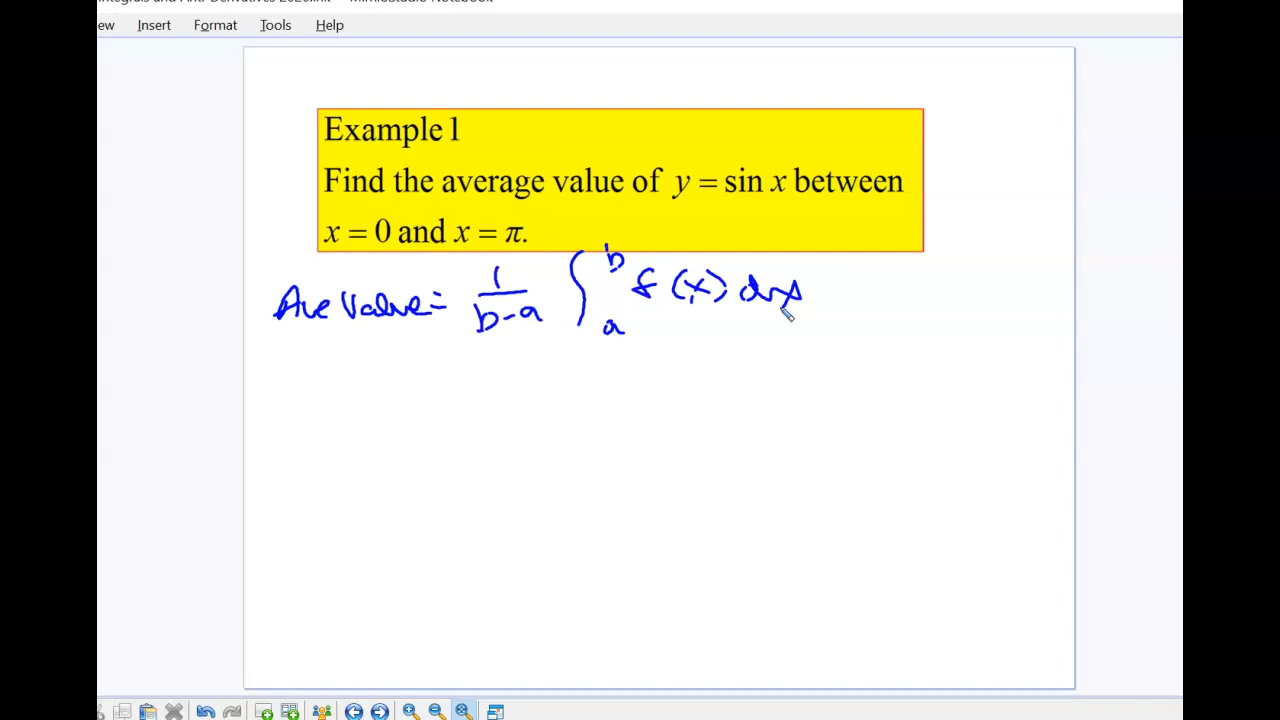 ew Insert Format Tools Help
Example 1
Find the average value of y = sin x between
x = 0 and x = π.
Ave Value = 1/(b-a) ∫_a^b f(x) dx